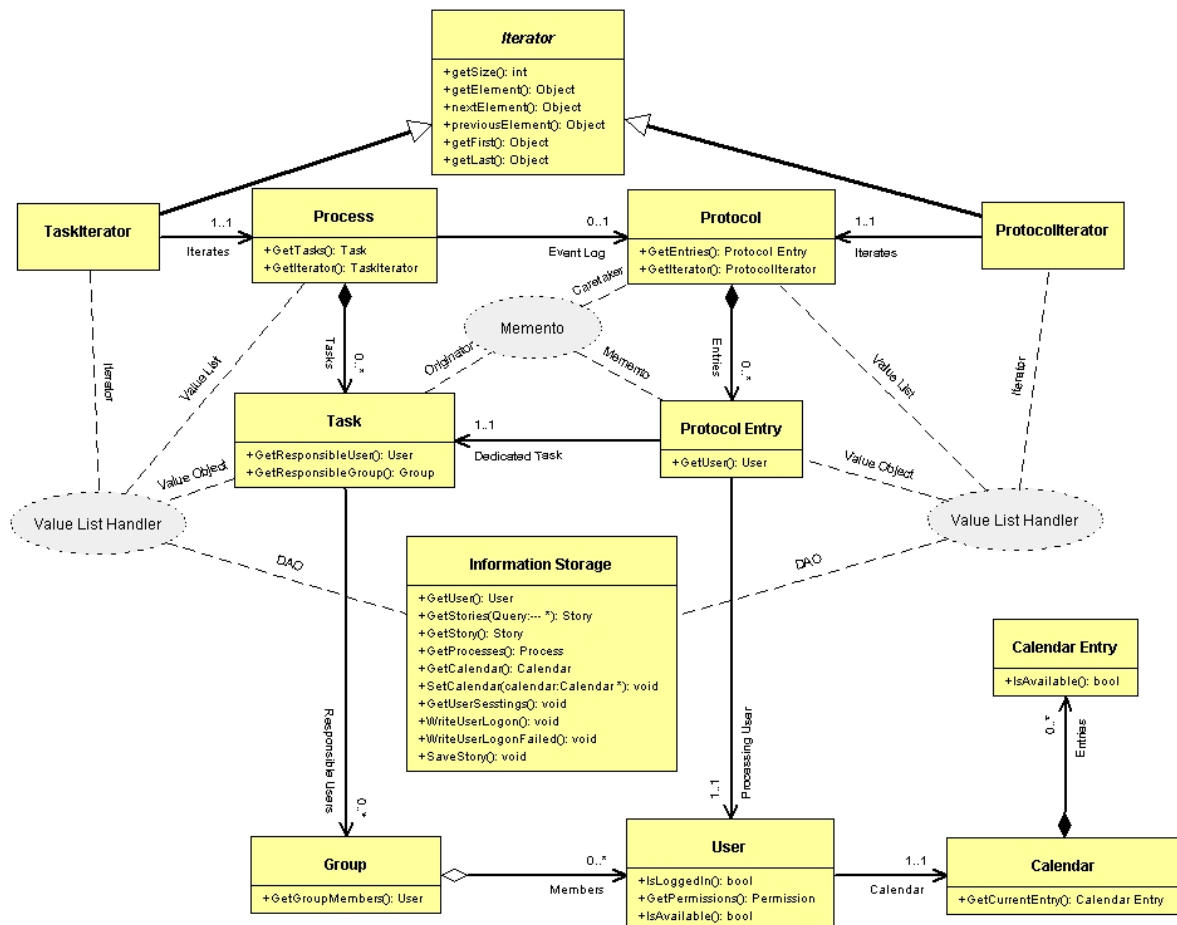 Iterator
+getSize(): int
+getElement(): Object
+nextElement(): Object
+previousElement(): Object
+getFirst(): Object
+getLast(): Object
TaskIterator
1..1
Iterates
Process
+GetTasks(): Task
+GetIterator(): TaskIterator
0..1
Event Log
Protocol
+GetEntries(): Protocol Entry
+GetIterator(): ProtocolIterator
1..1
Iterates
ProtocolIterator
Caretaker
Memento
Originator
Memento
Iterator
Value List
Tasks
0..*
Entries
0..*
Value List
Iterator
Task
+GetResponsibleUser(): User
+GetResponsibleGroup(): Group
1..1
Dedicated Task
Protocol Entry
+GetUser(): User
Value Object
Value Object
Value List Handler
Value List Handler
DAO
DAO
Information Storage
+GetUser(): User
+GetStories(Query:--- *): Story
+GetStory(): Story
+GetProcesses(): Process
+GetCalendar(): Calendar
+SetCalendar(calendar:Calendar *): void
+GetUserSesstings(): void
+WriteUserLogon(): void
+WriteUserLogonFailed(): void
+SaveStory(): void
Calendar Entry
+IsAvailable(): bool
0..*
Entries
Responsible Users
0..*
Processing User
1..1
Group
+GetGroupMembers(): User
0..*
Members
User
+IsLoggedIn(): bool
+GetPermissions(): Permission
+IsAvailable(): bool
1..1
Calendar
Calendar
+GetCurrentEntry(): Calendar Entry